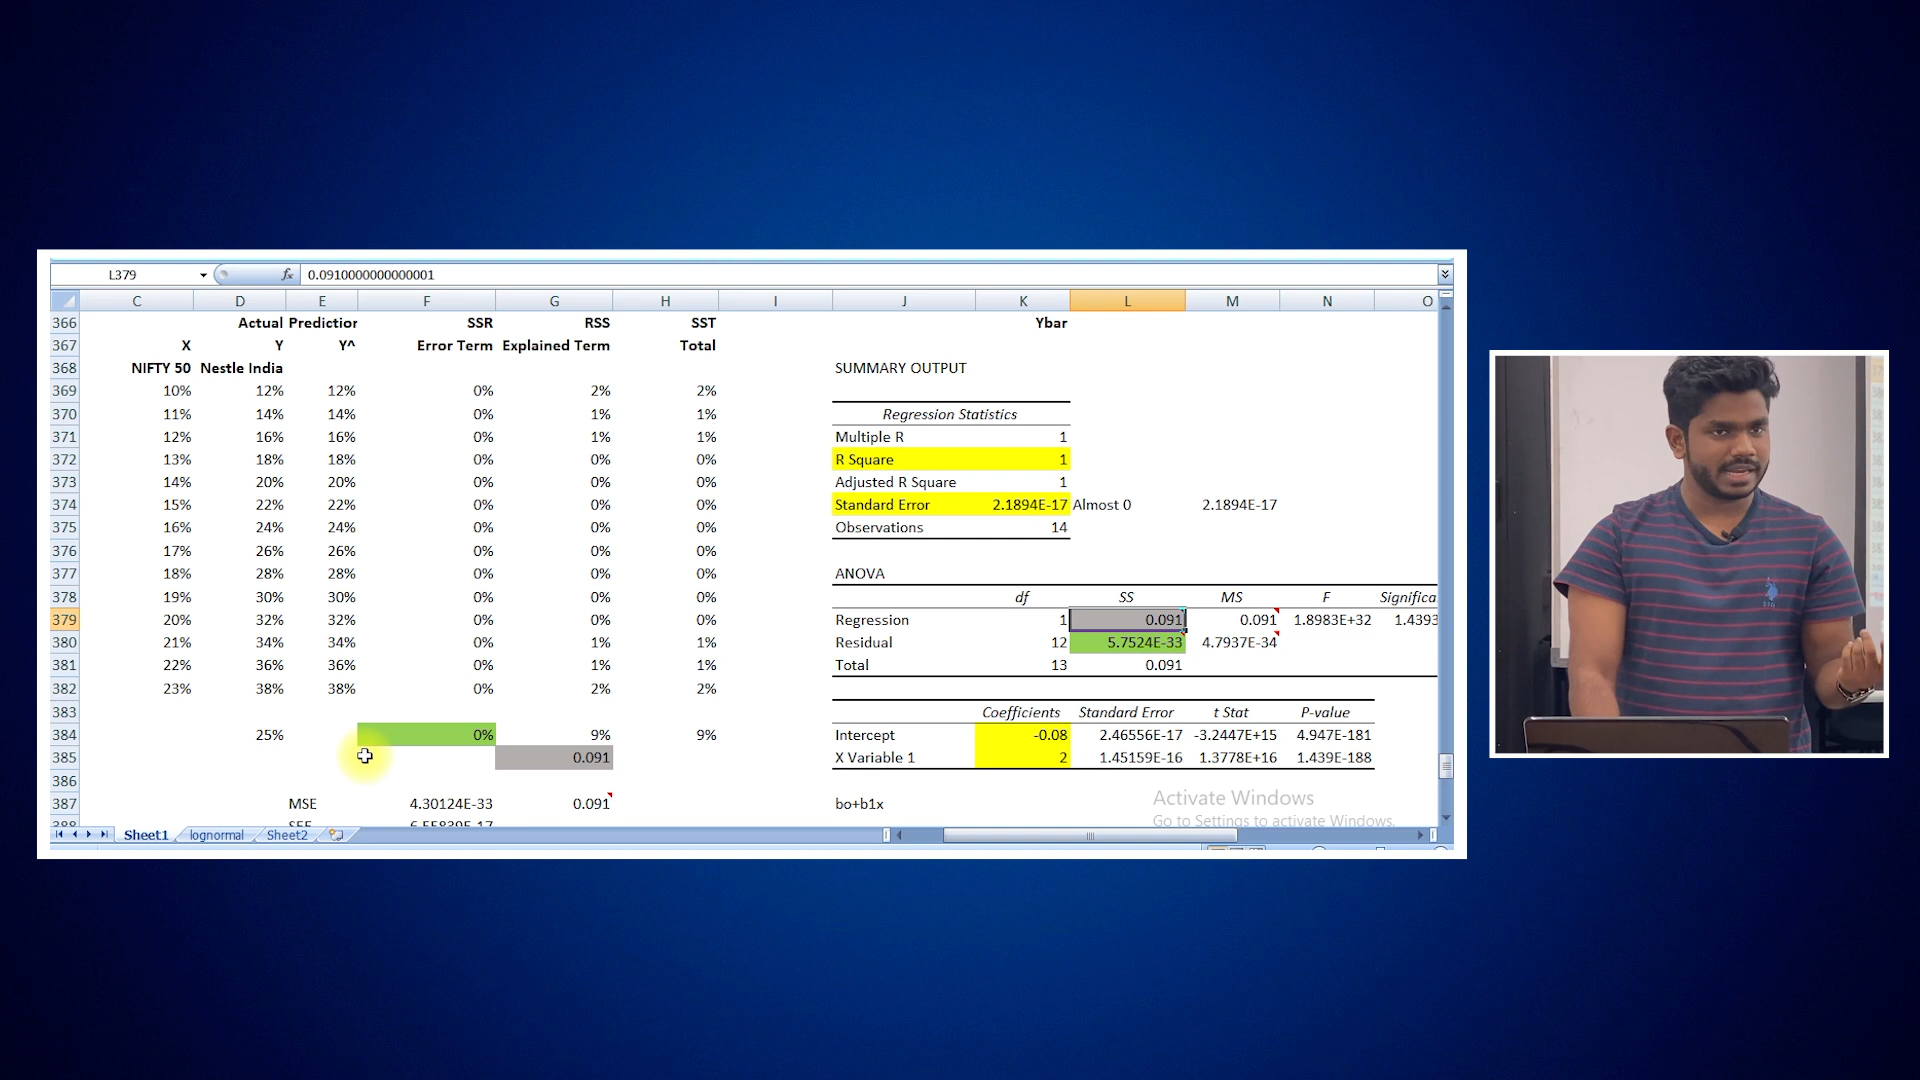 L379 fx 0.0910000000000001
C D E F G H I J K L M N O
366 Actual Prediction SSR RSS SST Ybar
367 X Y Y^ Error Term Explained Term Total
368 NIFTY 50 Nestle India SUMMARY OUTPUT
369 10% 12% 12% 0% 2% 2%
370 11% 14% 14% 0% 1% 1% Regression Statistics
371 12% 16% 16% 0% 1% 1% Multiple R 1
372 13% 18% 18% 0% 0% 0% R Square 1
373 14% 20% 20% 0% 0% 0% Adjusted R Square 1
374 15% 22% 22% 0% 0% 0% Standard Error 2.1894E-17 Almost 0 2.1894E-17
375 16% 24% 24% 0% 0% 0% Observations 14
376 17% 26% 26% 0% 0% 0%
377 18% 28% 28% 0% 0% 0% ANOVA
378 19% 30% 30% 0% 0% 0% df SS MS F Significa
379 20% 32% 32% 0% 0% 0% Regression 1 0.091 0.091 1.8983E+32 1.4393
380 21% 34% 34% 0% 1% 1% Residual 12 5.7524E-33 4.7937E-34
381 22% 36% 36% 0% 1% 1% Total 13 0.091
382 23% 38% 38% 0% 2% 2%
383 Coefficients Standard Error t Stat P-value
384 25% 0% 9% 9% Intercept -0.08 2.46556E-17 -3.2447E+15 4.947E-181
385 0.091 X Variable 1 2 1.45159E-16 1.3778E+16 1.439E-188
386
387 MSE 4.30124E-33 0.091 bo+b1x
Activate Windows
Go to Settings to activate Windows.
388 SEE 6.55839E-17
Sheet1 lognormal Sheet2